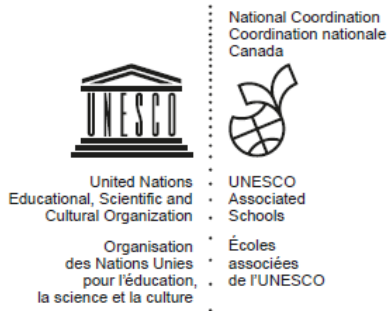 National Coordination
Coordination nationale
Canada
UNESCO
United Nations
Educational, Scientific and
Cultural Organization
UNESCO
Associated
Schools
Organisation
des Nations Unies
pour l'éducation,
la science et la culture
Écoles
associées
de l'UNESCO